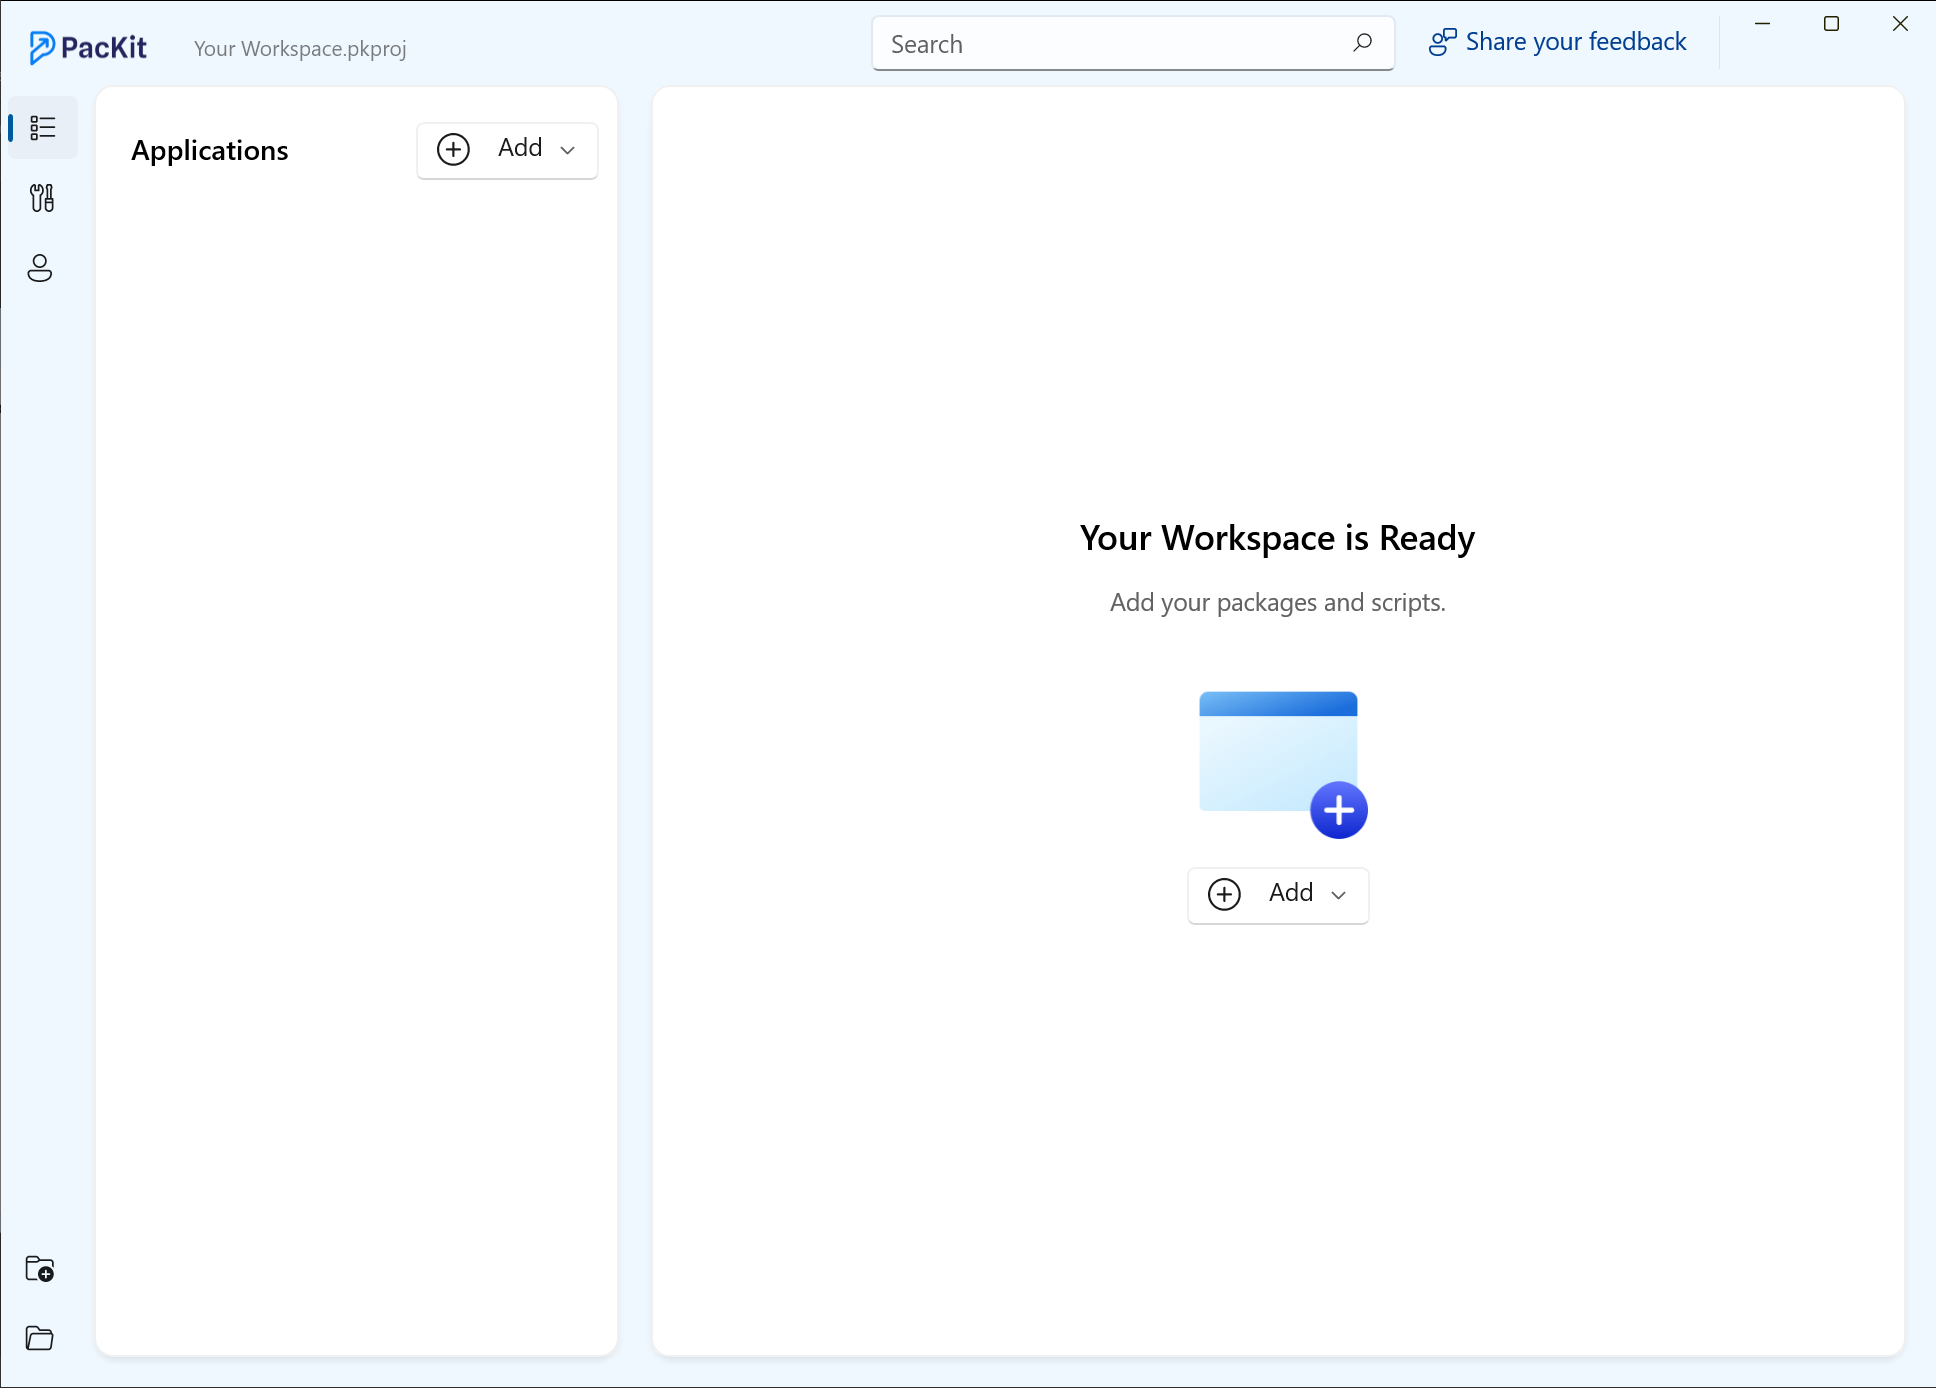 PacKit
Your Workspace.pkproj
Search
Share your feedback
Applications
Add
Your Workspace is Ready
Add your packages and scripts.
Add